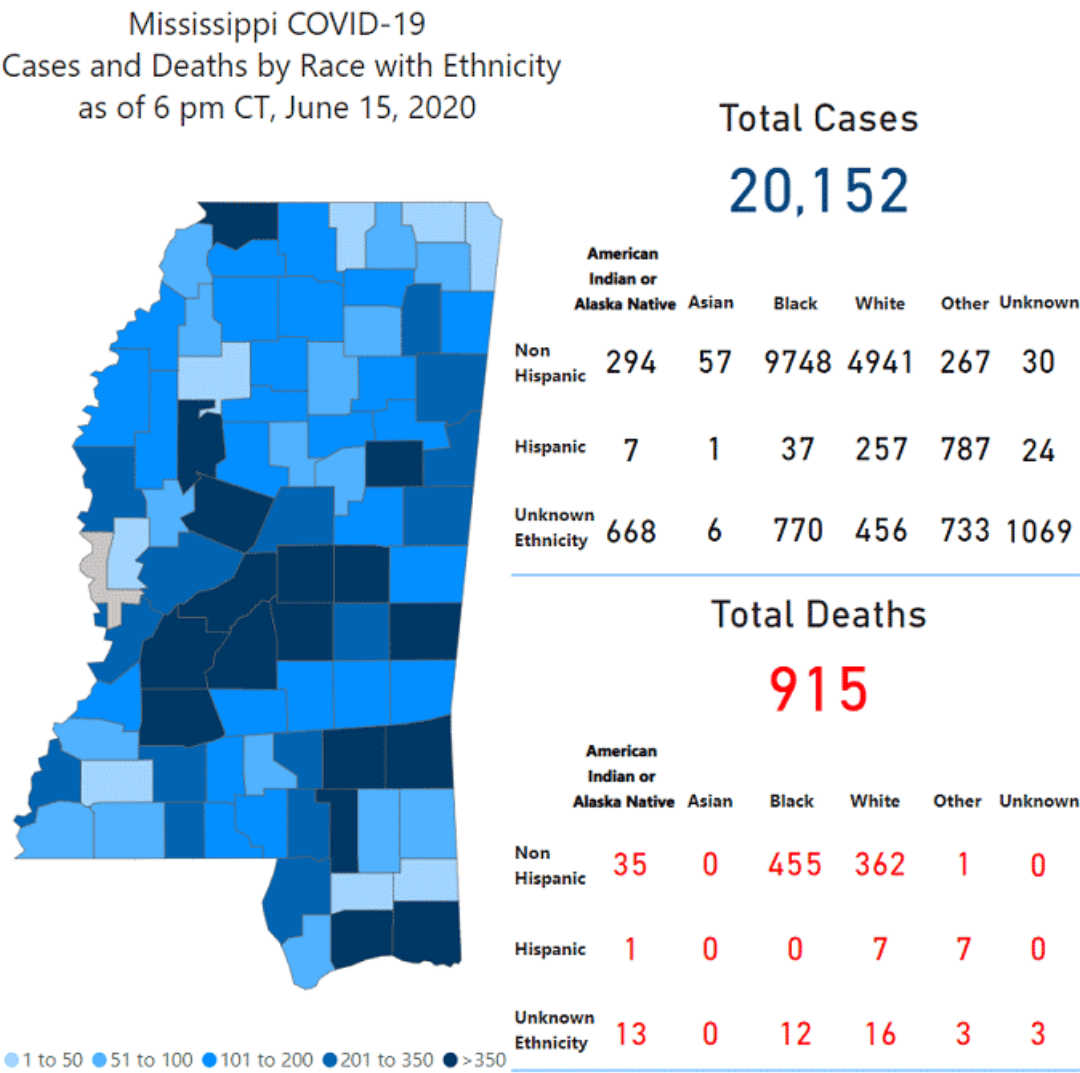 Mississippi COVID-19
Cases and Deaths by Race with Ethnicity
as of 6 pm CT, June 15, 2020
Total Cases
20,152
American
Indian or
Alaska Native Asian Black White Other Unknown
Non
Hispanic 294 57 9748 4941 267 30
Hispanic 7 1 37 257 787 24
Unknown
Ethnicity 668 6 770 456 733 1069
Total Deaths
915
American
Indian or
Alaska Native Asian Black White Other Unknown
Non
Hispanic 35 0 455 362 1 0
Hispanic 1 0 0 7 7 0
Unknown
Ethnicity 13 0 12 16 3 3
1 to 50 51 to 100 101 to 200 201 to 350 >350